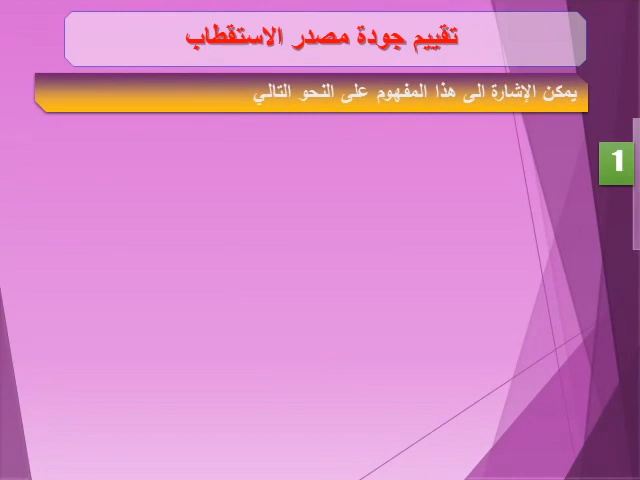 تقييم جودة مصدر الاستقطاب
يمكن الإشارة الى هذا المفهوم على النحو التالي
1